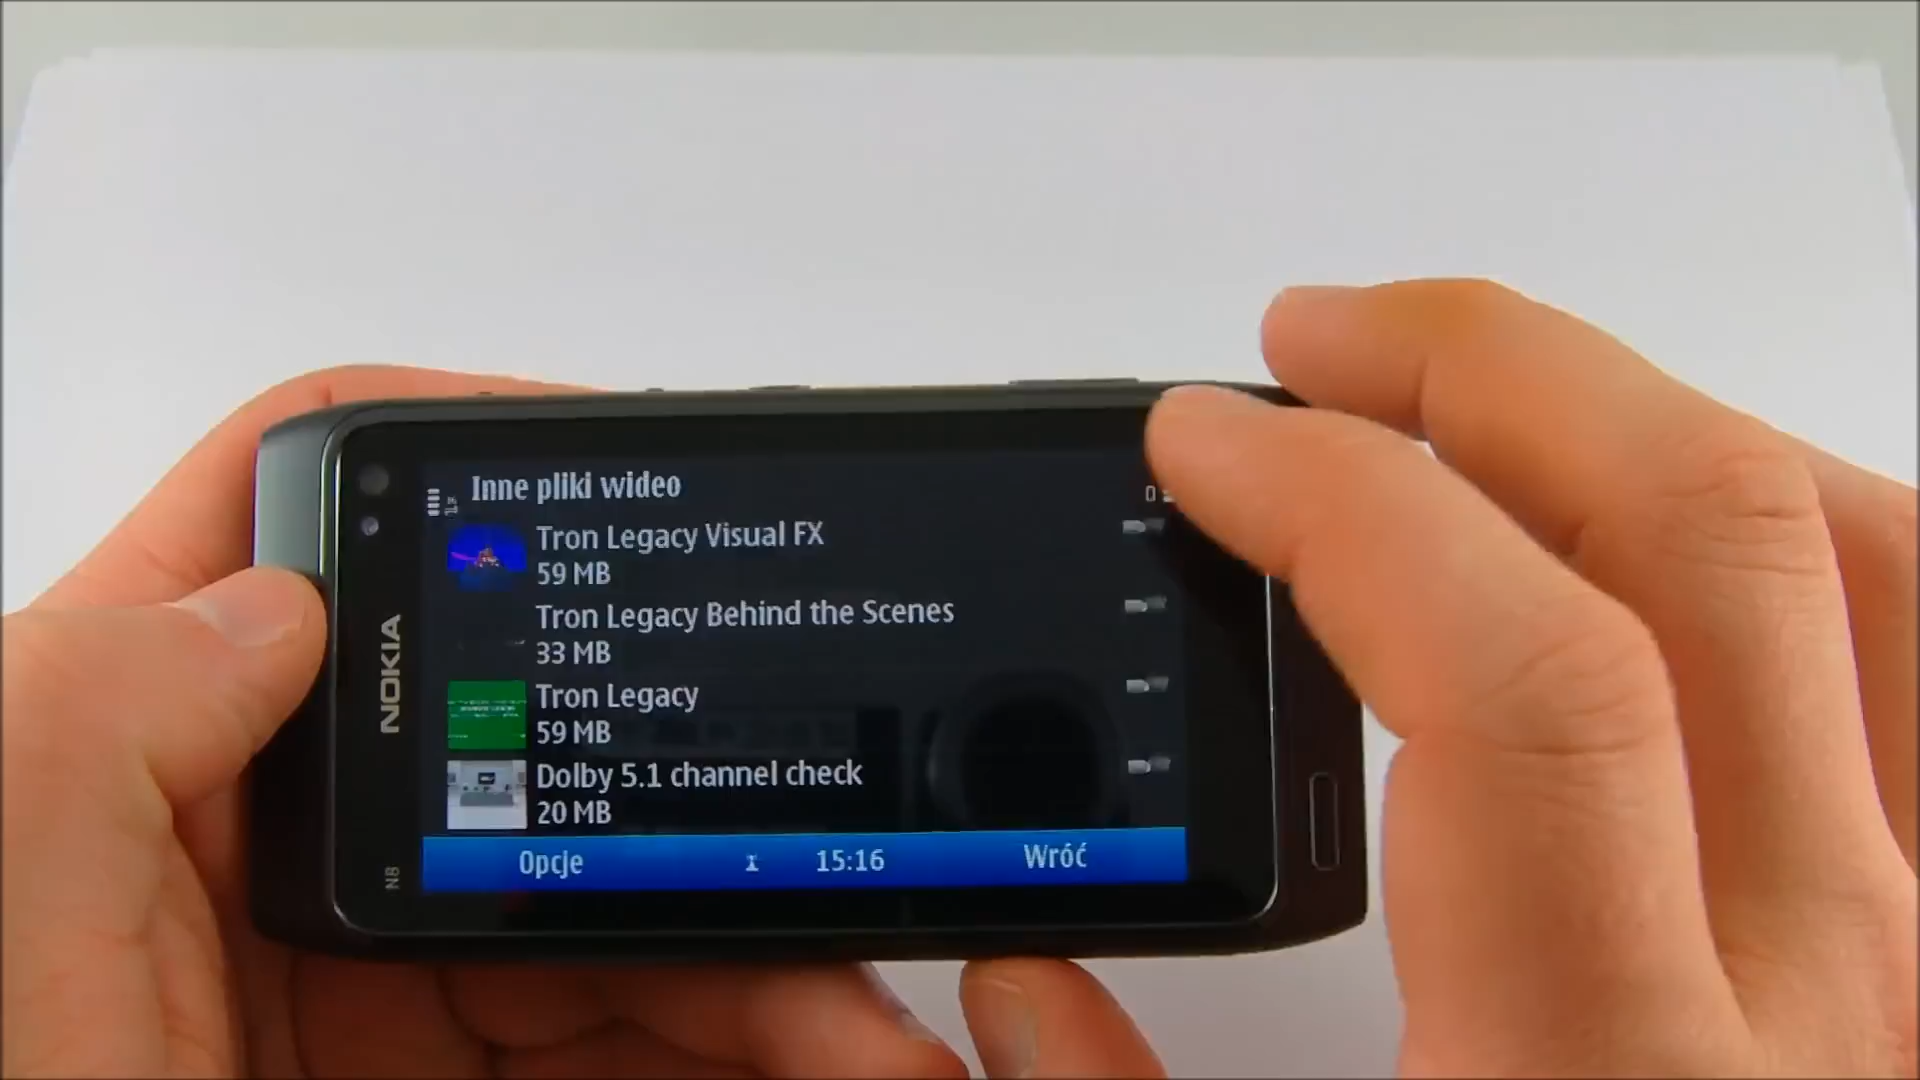 Inne pliki wideo
Tron Legacy Visual FX
59 MB
Tron Legacy Behind the Scenes
33 MB
Tron Legacy
59 MB
Dolby 5.1 channel check
20 MB
Opcje
15:16
Wróć
NOKIA
N8